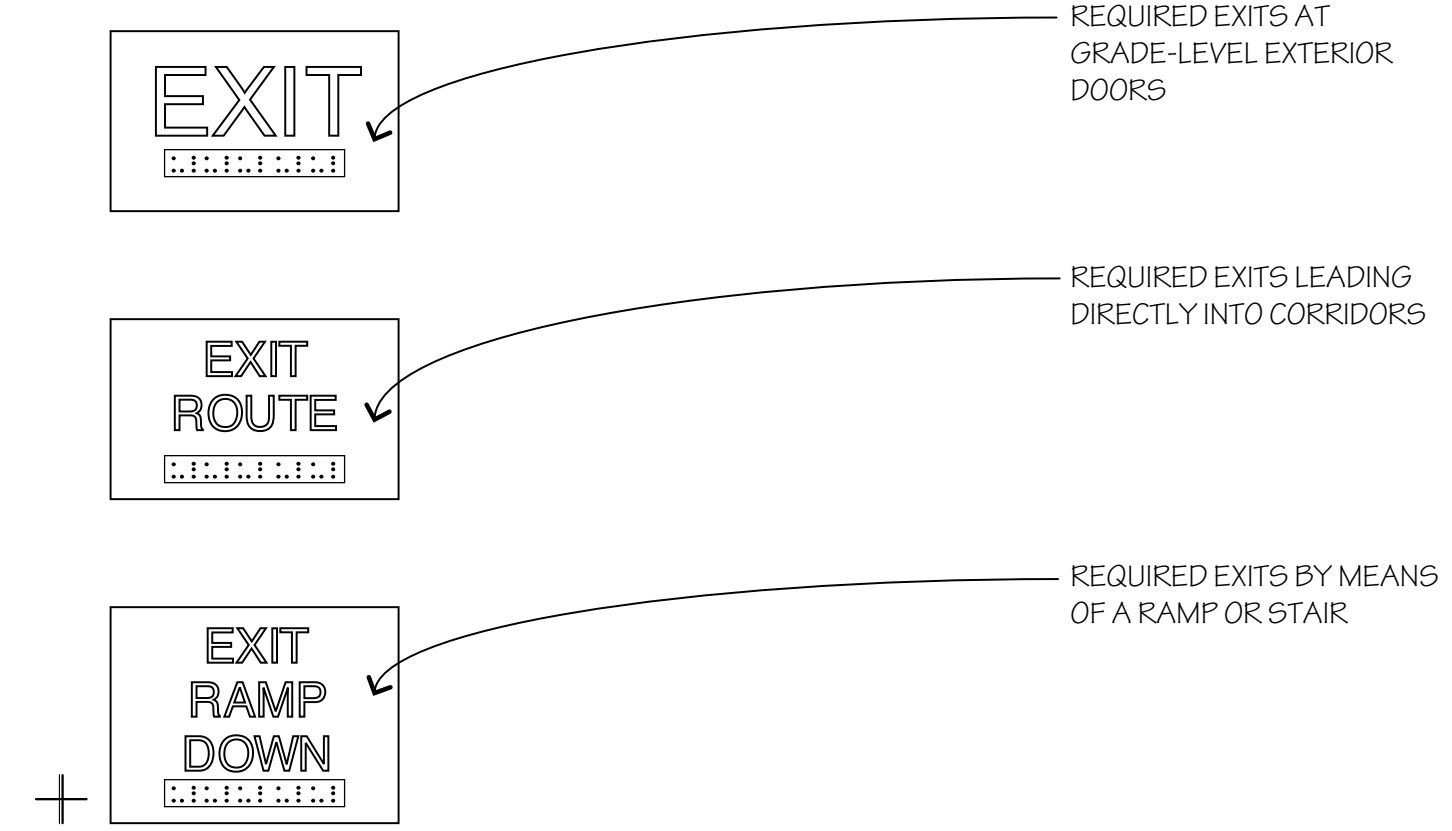 EXIT
REQUIRED EXITS AT
GRADE-LEVEL EXTERIOR
DOORS
EXIT
ROUTE
REQUIRED EXITS LEADING
DIRECTLY INTO CORRIDORS
EXIT
RAMP
DOWN
REQUIRED EXITS BY MEANS
OF A RAMP OR STAIR